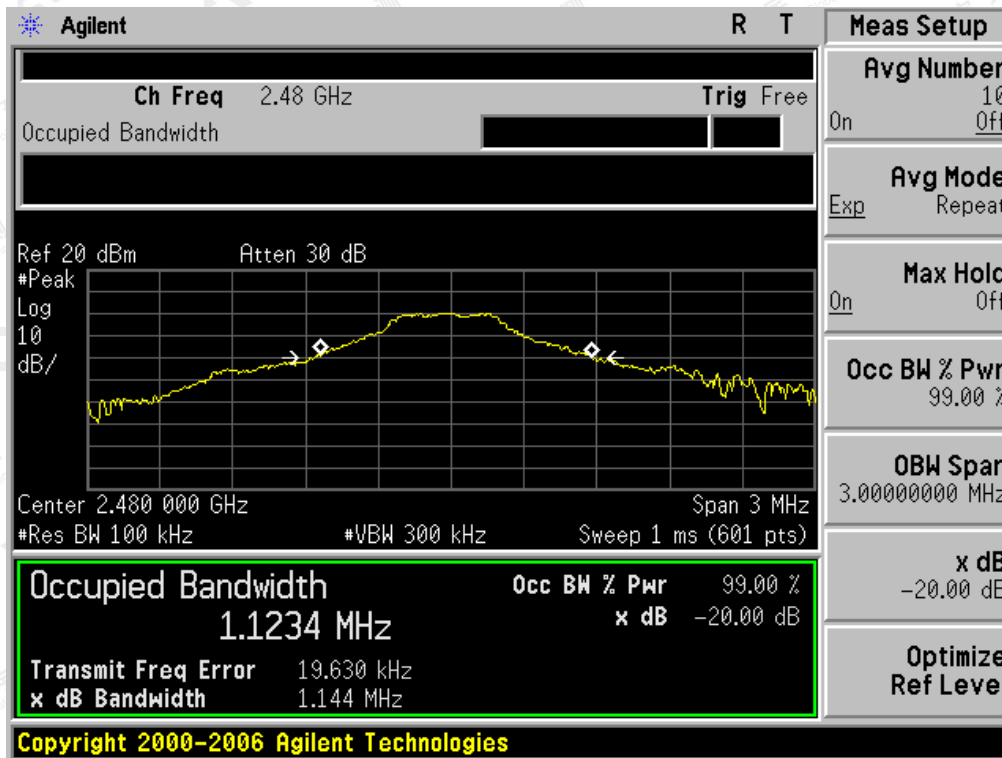 Agilent R T
Ch Freq 2.48 GHz Trig Free
Occupied Bandwidth
Ref 20 dBm Atten 30 dB
#Peak
Log
10
dB/
Center 2.480 000 GHz Span 3 MHz
#Res BW 100 kHz #VBW 300 kHz Sweep 1 ms (601 pts)
Occupied Bandwidth Occ BW % Pwr 99.00 %
1.1234 MHz x dB -20.00 dB
Transmit Freq Error 19.630 kHz
x dB Bandwidth 1.144 MHz
Copyright 2000-2006 Agilent Technologies
Meas Setup
Avg Number
10
On Off
Avg Mode
Exp Repeat
Max Hold
On Off
Occ BW % Pwr
99.00 %
OBW Span
3.00000000 MHz
x dB
-20.00 dB
Optimize
Ref Level